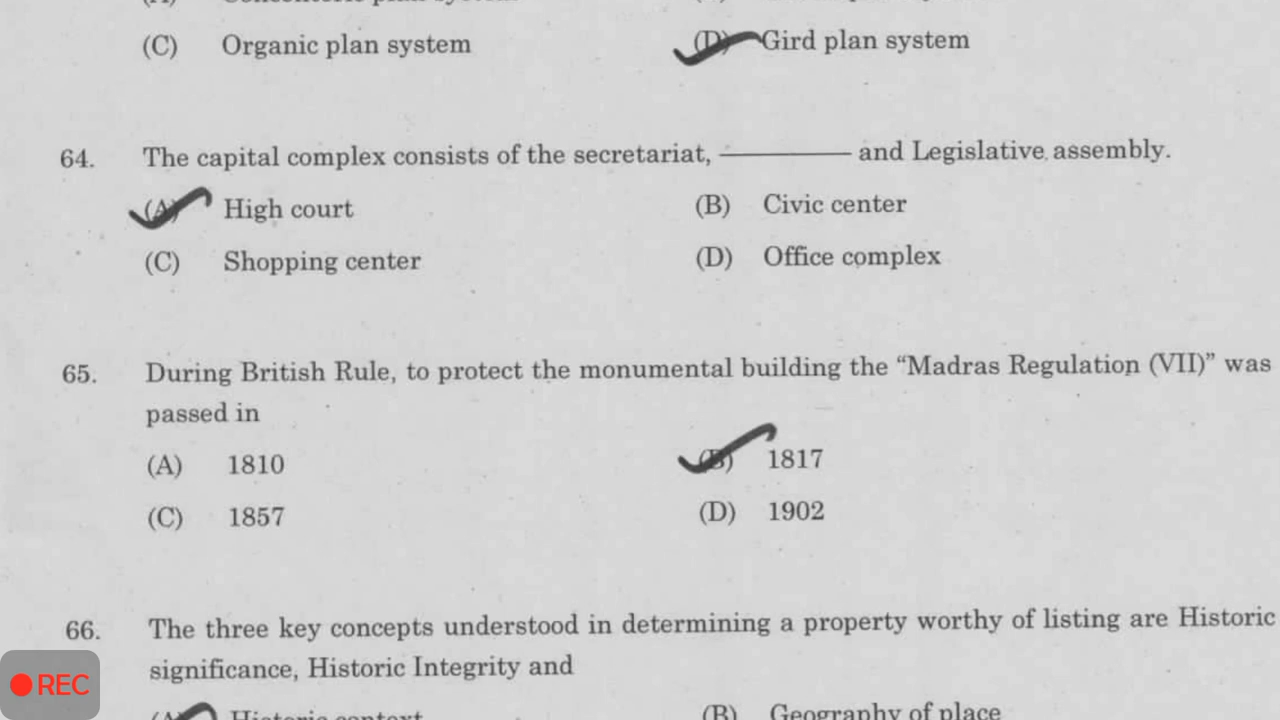 (C) Organic plan system (D) Gird plan system
64. The capital complex consists of the secretariat, ———— and Legislative assembly.
(A) High court (B) Civic center
(C) Shopping center (D) Office complex
65. During British Rule, to protect the monumental building the “Madras Regulation (VII)” was
passed in
(A) 1810 (B) 1817
(C) 1857 (D) 1902
66. The three key concepts understood in determining a property worthy of listing are Historic
significance, Historic Integrity and
(A) Historic context (B) Geography of place
REC